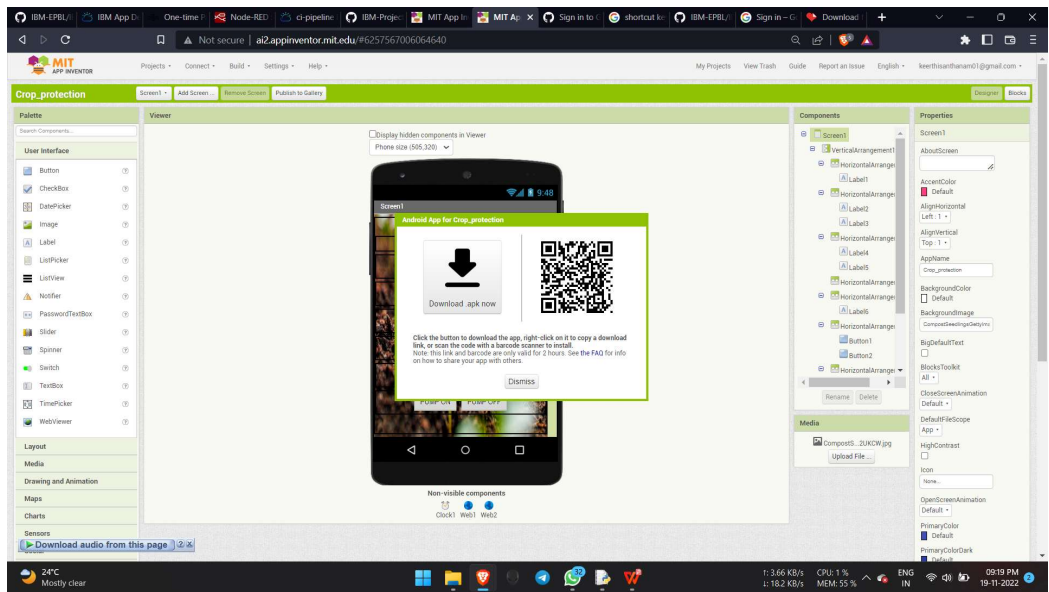 IBM-EPBL/I
IBM App D
One-time P
Node-RED
ci-pipeline
IBM-Projec
MIT App In
MIT Ap
Sign in to G
shortcut ke
IBM-EPBL/
Sign in – G
Download
Not secure | ai2.appinventor.mit.edu/#6257567006064640
MIT
APP INVENTOR
Projects
Connect
Build
Settings
Help
My Projects
View Trash
Guide
Report an Issue
English
keerthisanthanam01@gmail.com
Crop_protection
Screen1
Add Screen ...
Remove Screen
Publish to Gallery
Designer
Blocks
Palette
Search Components...
User Interface
Button
CheckBox
DatePicker
Image
Label
ListPicker
ListView
Notifier
PasswordTextBox
Slider
Spinner
Switch
TextBox
TimePicker
WebViewer
Layout
Media
Drawing and Animation
Maps
Charts
Sensors
Download audio from this page
Viewer
Display hidden components in Viewer
Phone size (505,320)
9:48
Screen1
Android App for Crop_protection
Download .apk now
Click the button to download the app, right-click on it to copy a download
link, or scan the code with a barcode scanner to install.
Note: this link and barcode are only valid for 2 hours. See the FAQ for info
on how to share your app with others.
Dismiss
PUMP ON
PUMP OFF
Non-visible components
Clock1
Web1
Web2
Components
Screen1
VerticalArrangement1
HorizontalArranger
Label1
HorizontalArranger
Label2
Label3
HorizontalArranger
Label4
Label5
HorizontalArranger
HorizontalArranger
Label6
HorizontalArranger
Button1
Button2
HorizontalArranger
Rename
Delete
Media
CompostS...2UKCW.jpg
Upload File ...
Properties
Screen1
AboutScreen
AccentColor
Default
AlignHorizontal
Left : 1
AlignVertical
Top : 1
AppName
Crop_protection
BackgroundColor
Default
BackgroundImage
CompostSeedlingsGettyIm
BigDefaultText
BlocksToolkit
All
CloseScreenAnimation
Default
DefaultFileScope
App
HighContrast
Icon
None...
OpenScreenAnimation
Default
PrimaryColor
Default
PrimaryColorDark
Default
24°C
Mostly clear
32
↑: 3.66 KB/s
↓: 18.2 KB/s
CPU: 1 %
MEM: 55 %
ENG
IN
09:19 PM
19-11-2022
2